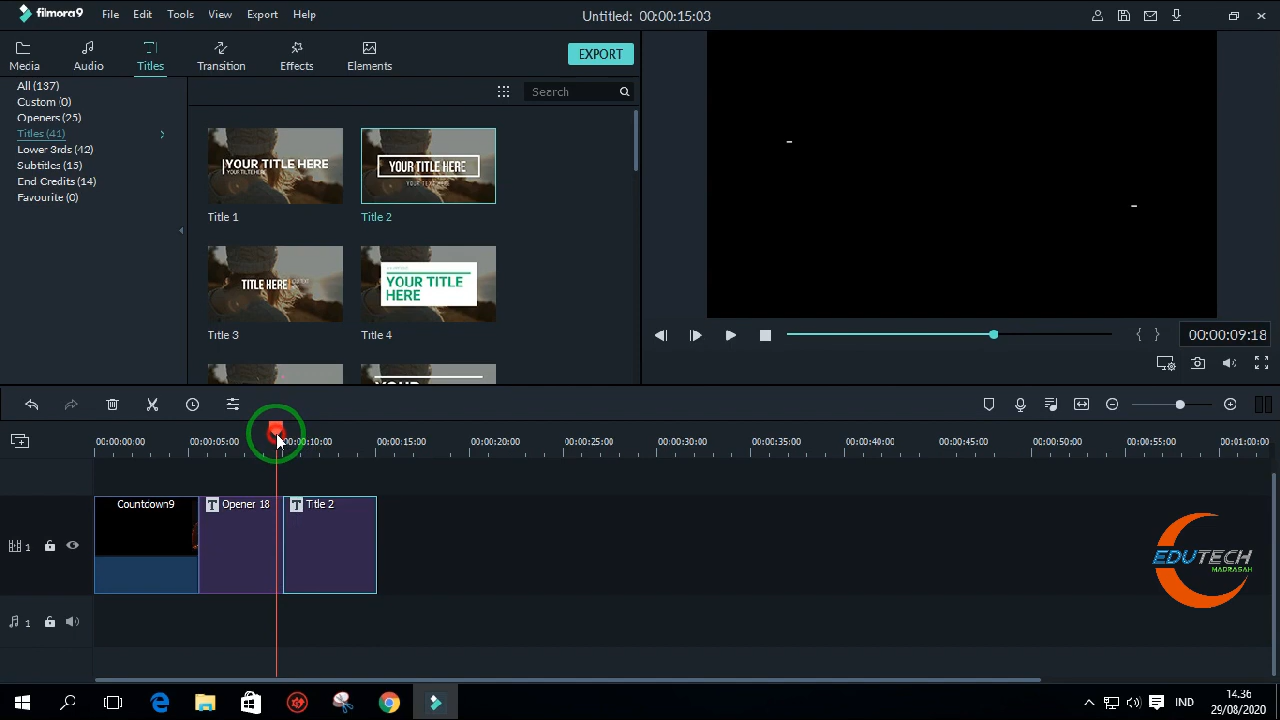 filmora9 File Edit Tools View Export Help Untitled: 00:00:15:03
Media Audio Titles Transition Effects Elements EXPORT
All (137)
Custom (0)
Openers (25)
Titles (41)
Lower 3rds (42)
Subtitles (15)
End Credits (14)
Favourite (0)
Search
YOUR TITLE HERE
Title 1
YOUR TITLE HERE
YOUR TEXT HERE
Title 2
TITLE HERE
Title 3
YOUR TITLE
HERE
Title 4
YOUR
{ } 00:00:09:18
00:00:00:00 00:00:05:00 00:00:10:00 00:00:15:00 00:00:20:00 00:00:25:00 00:00:30:00 00:00:35:00 00:00:40:00 00:00:45:00 00:00:50:00 00:00:55:00 00:01:00:0
Countdown9 T Opener 18 T Title 2
1
1
EDUTECH
MADRASAH
IND
14.36
29/08/2020